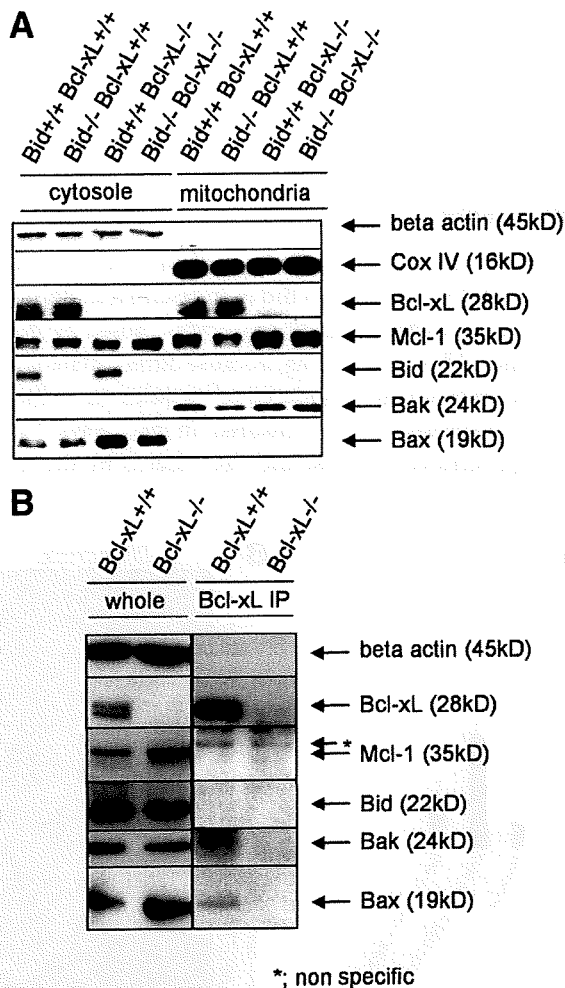 A
Bid+/+ Bcl-xL+/+
Bid-/- Bcl-xL+/+
Bid+/+ Bcl-xL-/-
Bid-/- Bcl-xL-/-
Bid+/+ Bcl-xL+/+
Bid-/- Bcl-xL+/+
Bid+/+ Bcl-xL-/-
Bid-/- Bcl-xL-/-
cytosole mitochondria
beta actin (45kD)
Cox IV (16kD)
Bcl-xL (28kD)
Mcl-1 (35kD)
Bid (22kD)
Bak (24kD)
Bax (19kD)
B
Bcl-xL+/+
Bcl-xL-/-
Bcl-xL+/+
Bcl-xL-/-
whole Bcl-xL IP
beta actin (45kD)
Bcl-xL (28kD)
*
Mcl-1 (35kD)
Bid (22kD)
Bak (24kD)
Bax (19kD)
*; non specific